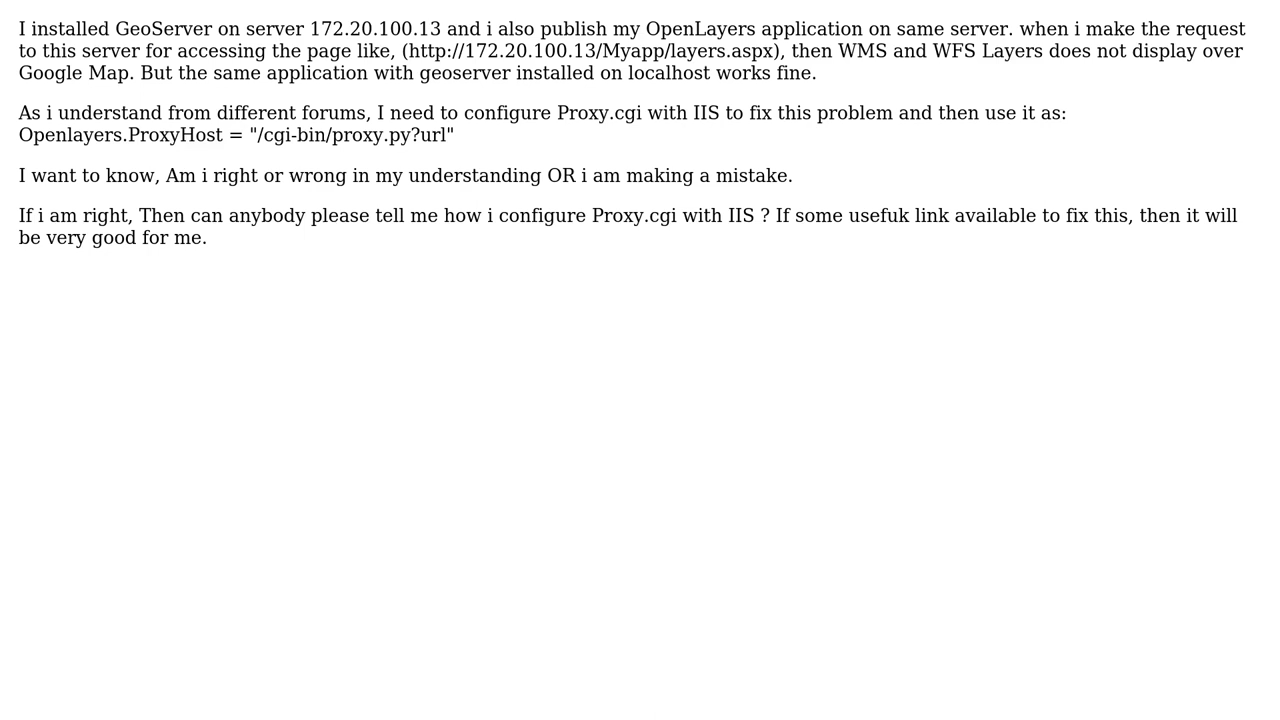 I installed GeoServer on server 172.20.100.13 and i also publish my OpenLayers application on same server. when i make the request
to this server for accessing the page like, (http://172.20.100.13/Myapp/layers.aspx), then WMS and WFS Layers does not display over
Google Map. But the same application with geoserver installed on localhost works fine.
As i understand from different forums, I need to configure Proxy.cgi with IIS to fix this problem and then use it as:
Openlayers.ProxyHost = "/cgi-bin/proxy.py?url"
I want to know, Am i right or wrong in my understanding OR i am making a mistake.
If i am right, Then can anybody please tell me how i configure Proxy.cgi with IIS ? If some usefuk link available to fix this, then it will
be very good for me.